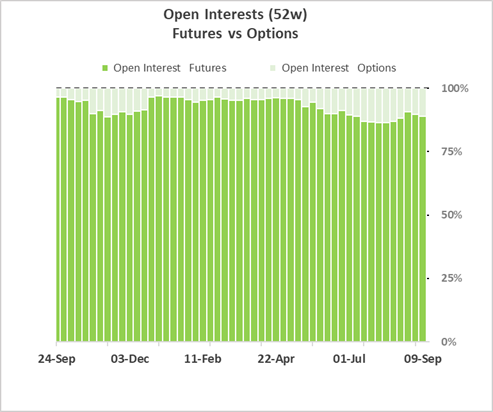 Open Interests (52w)
Futures vs Options
Open Interest Futures Open Interest Options
100%
75%
50%
25%
0%
24-Sep 03-Dec 11-Feb 22-Apr 01-Jul 09-Sep